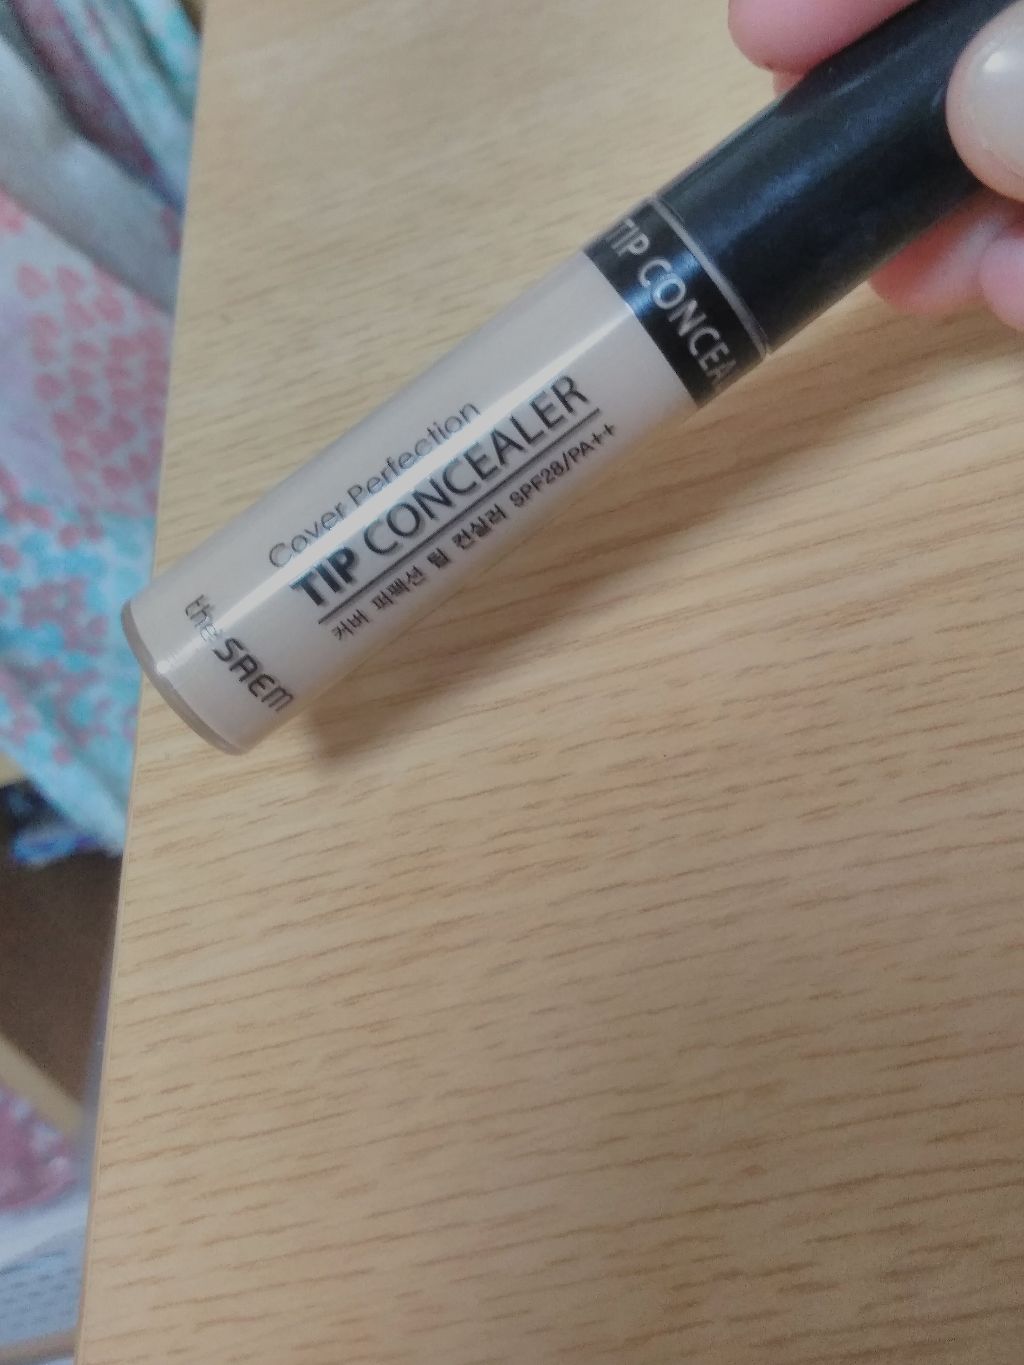 TIP CONCEA
Cover Perfection
TIP CONCEALER
커버 퍼펙션 팁 컨실러 SPF28/PA++
the SAEM